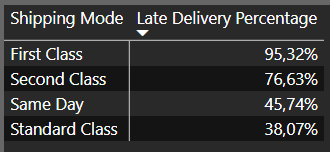 Shipping Mode Late Delivery Percentage
First Class 95,32%
Second Class 76,63%
Same Day 45,74%
Standard Class 38,07%